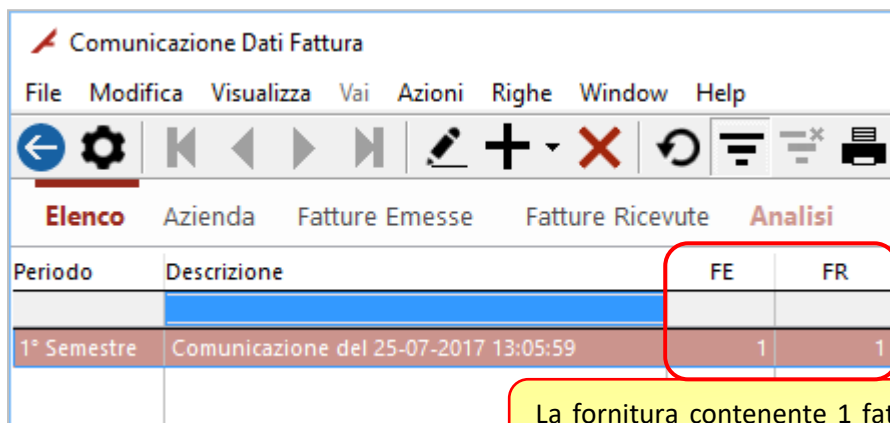 Comunicazione Dati Fattura
File Modifica Visualizza Vai Azioni Righe Window Help
Elenco Azienda Fatture Emesse Fatture Ricevute Analisi
Periodo Descrizione FE FR
1° Semestre Comunicazione del 25-07-2017 13:05:59 1 1
La fornitura contenente 1 fat